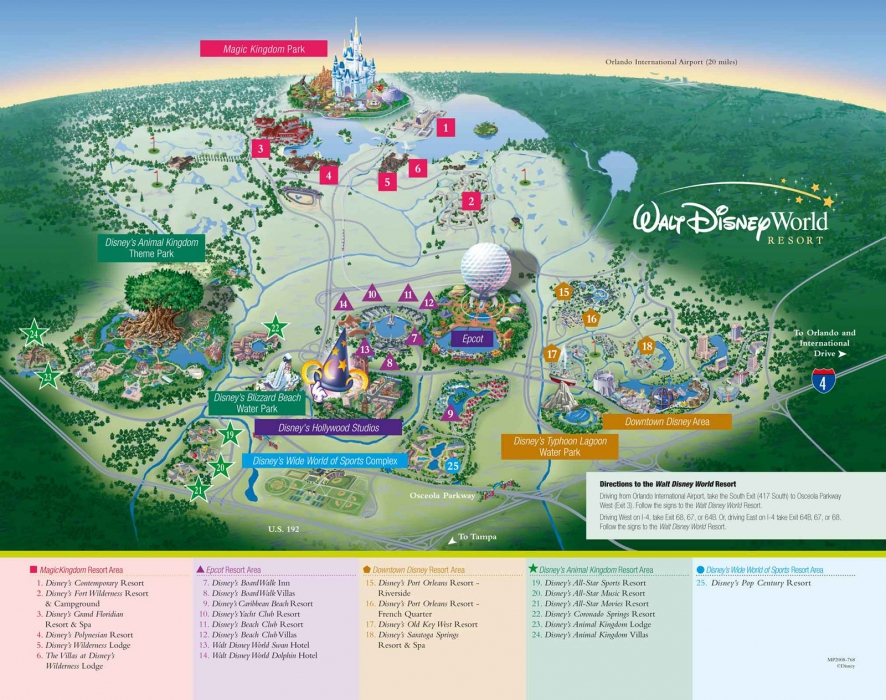 Magic Kingdom Park
Orlando International Airport (20 miles)
1
3
6
4
5
2
WALT DISNEY World
RESORT
Disney's Animal Kingdom
Theme Park
15
10
11
14
12
16
24
22
7
Epcot
To Orlando and
International
Drive
18
13
17
8
23
4
Disney's Blizzard Beach
Water Park
9
Downtown Disney Area
Disney's Hollywood Studios
19
Disney's Typhoon Lagoon
Water Park
Disney's Wide World of Sports Complex
25
20
21
Osceola Parkway
U.S. 192
To Tampa
Directions to the Walt Disney World Resort
Driving from Orlando International Airport, take the South Exit (417 South) to Osceola Parkway
West (Exit 3). Follow the signs to the Walt Disney World Resort.
Driving West on I-4, take Exit 68, 67, or 64B. Or, driving East on I-4 take Exit 64B, 67, or 68.
Follow the signs to the Walt Disney World Resort.
MagicKingdom Resort Area
1. Disney's Contemporary Resort
2. Disney's Fort Wilderness Resort
& Campground
3. Disney's Grand Floridian
Resort & Spa
4. Disney's Polynesian Resort
5. Disney's Wilderness Lodge
6. The Villas at Disney's
Wilderness Lodge
Epcot Resort Area
7. Disney's BoardWalk Inn
8. Disney's BoardWalk Villas
9. Disney's Caribbean Beach Resort
10. Disney's Yacht Club Resort
11. Disney's Beach Club Resort
12. Disney's Beach Club Villas
13. Walt Disney World Swan Hotel
14. Walt Disney World Dolphin Hotel
Downtown Disney Resort Area
15. Disney's Port Orleans Resort -
Riverside
16. Disney's Port Orleans Resort -
French Quarter
17. Disney's Old Key West Resort
18. Disney's Saratoga Springs
Resort & Spa
Disney's Animal Kingdom Resort Area
19. Disney's All-Star Sports Resort
20. Disney's All-Star Music Resort
21. Disney's All-Star Movies Resort
22. Disney's Coronado Springs Resort
23. Disney's Animal Kingdom Lodge
24. Disney's Animal Kingdom Villas
Disney's Wide World of Sports Resort Area
25. Disney's Pop Century Resort
©Disney